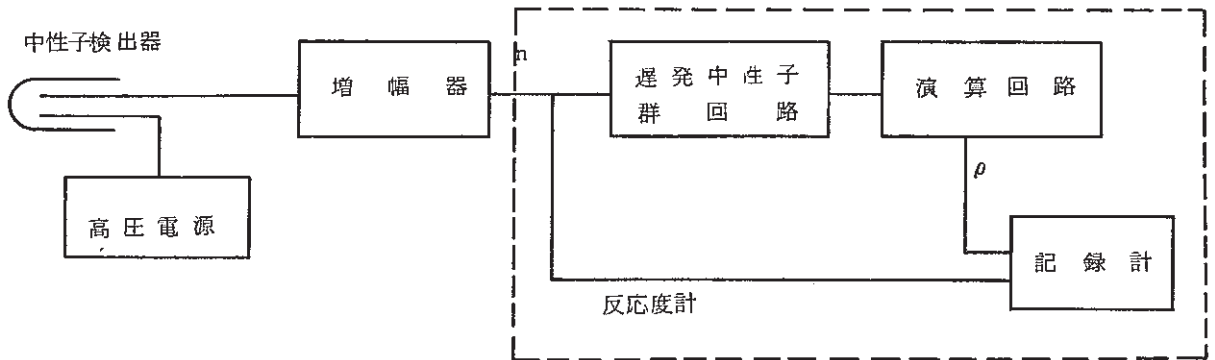 中性子検出器
増幅器
n
遅発中性子
群回路
演算回路
ρ
高圧電源
記録計
反応度計